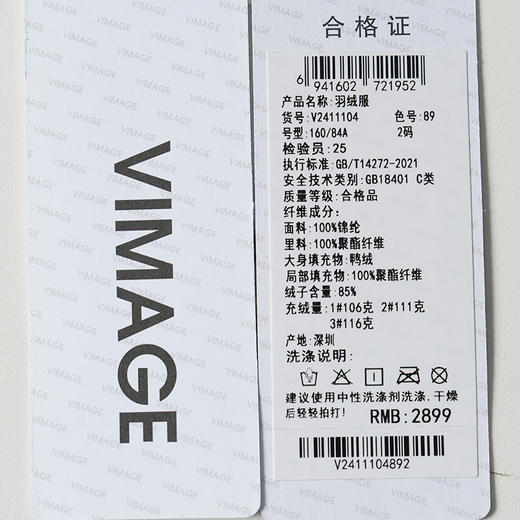 VIMAGE
合格证
6 941602 721952
产品名称:羽绒服
货号:V2411104 色号:89
号型:160/84A 2码
检验员:25
执行标准:GB/T14272-2021
安全技术类别:GB18401 C类
质量等级:合格品
纤维成分:
面料:100%锦纶
里料:100%聚酯纤维
大身填充物:鸭绒
局部填充物:100%聚酯纤维
绒子含量:85%
充绒量:1#106克 2#111克
3#116克
产地:深圳
洗涤说明:
建议使用中性洗涤剂洗涤,干燥
后轻轻拍打!
RMB:2899
V2411104892